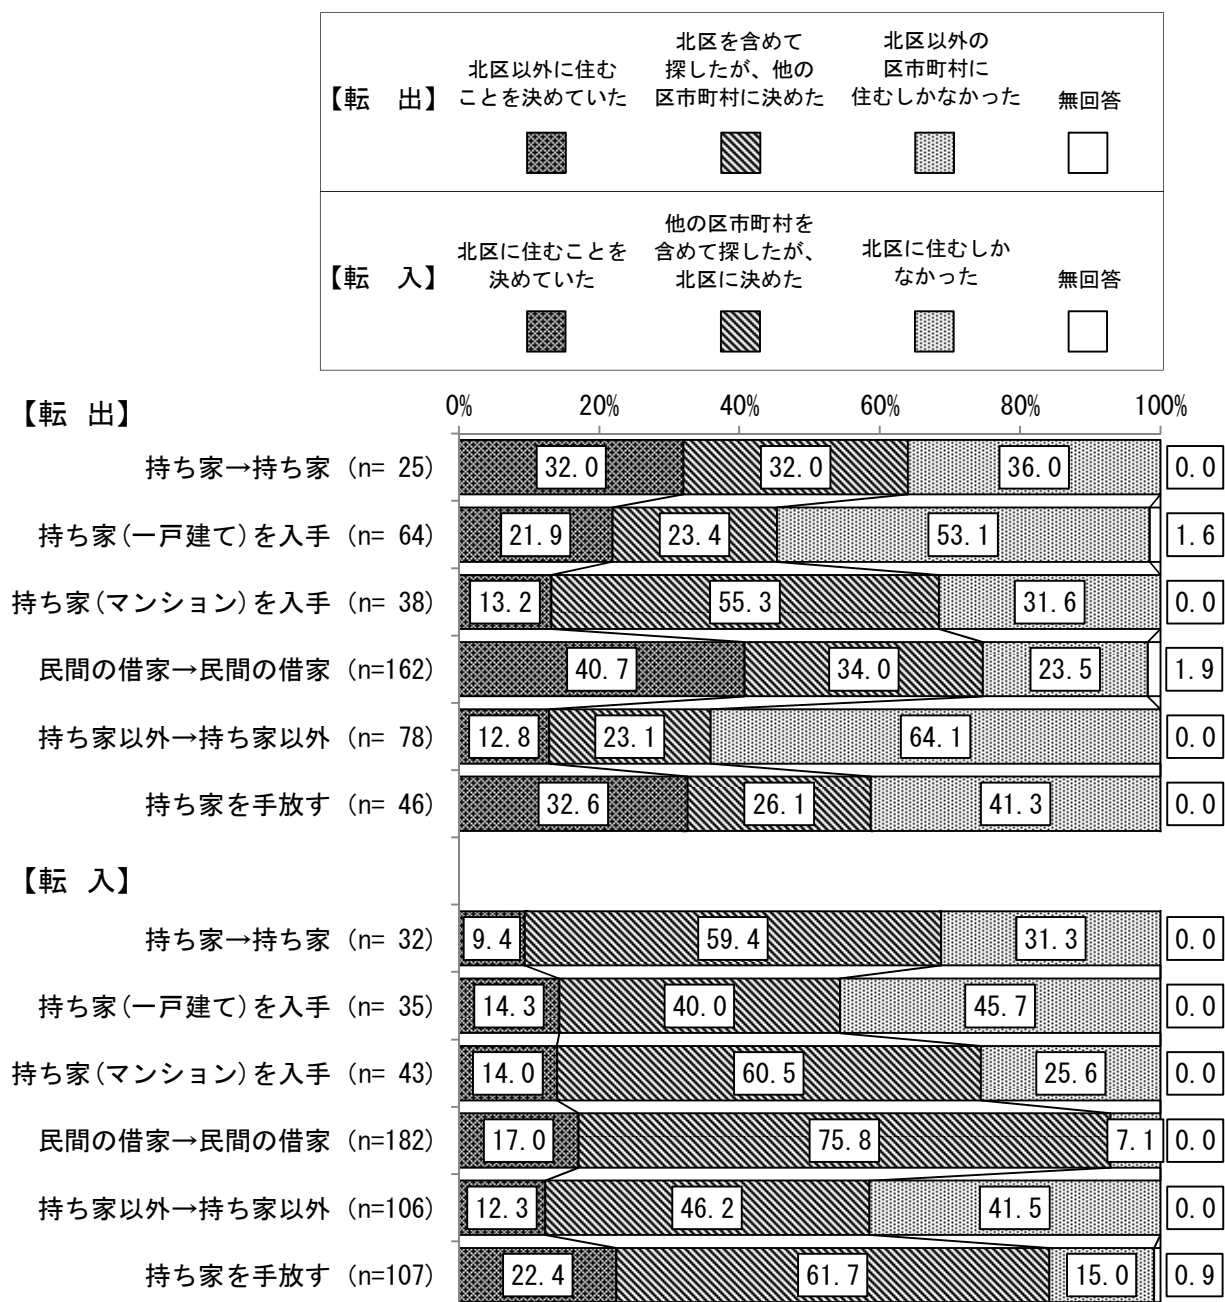 【転　出】
北区以外に住む
ことを決めていた
北区を含めて
探したが、他の
区市町村に決めた
北区以外の
区市町村に
住むしかなかった
無回答
【転　入】
北区に住むことを
決めていた
他の区市町村を
含めて探したが、
北区に決めた
北区に住むしか
なかった
無回答
【転　出】
0% 20% 40% 60% 80% 100%
持ち家→持ち家 (n= 25) 32.0 32.0 36.0 0.0
持ち家(一戸建て)を入手 (n= 64) 21.9 23.4 53.1 1.6
持ち家(マンション)を入手 (n= 38) 13.2 55.3 31.6 0.0
民間の借家→民間の借家 (n=162) 40.7 34.0 23.5 1.9
持ち家以外→持ち家以外 (n= 78) 12.8 23.1 64.1 0.0
持ち家を手放す (n= 46) 32.6 26.1 41.3 0.0
【転　入】
持ち家→持ち家 (n= 32) 9.4 59.4 31.3 0.0
持ち家(一戸建て)を入手 (n= 35) 14.3 40.0 45.7 0.0
持ち家(マンション)を入手 (n= 43) 14.0 60.5 25.6 0.0
民間の借家→民間の借家 (n=182) 17.0 75.8 7.1 0.0
持ち家以外→持ち家以外 (n=106) 12.3 46.2 41.5 0.0
持ち家を手放す (n=107) 22.4 61.7 15.0 0.9